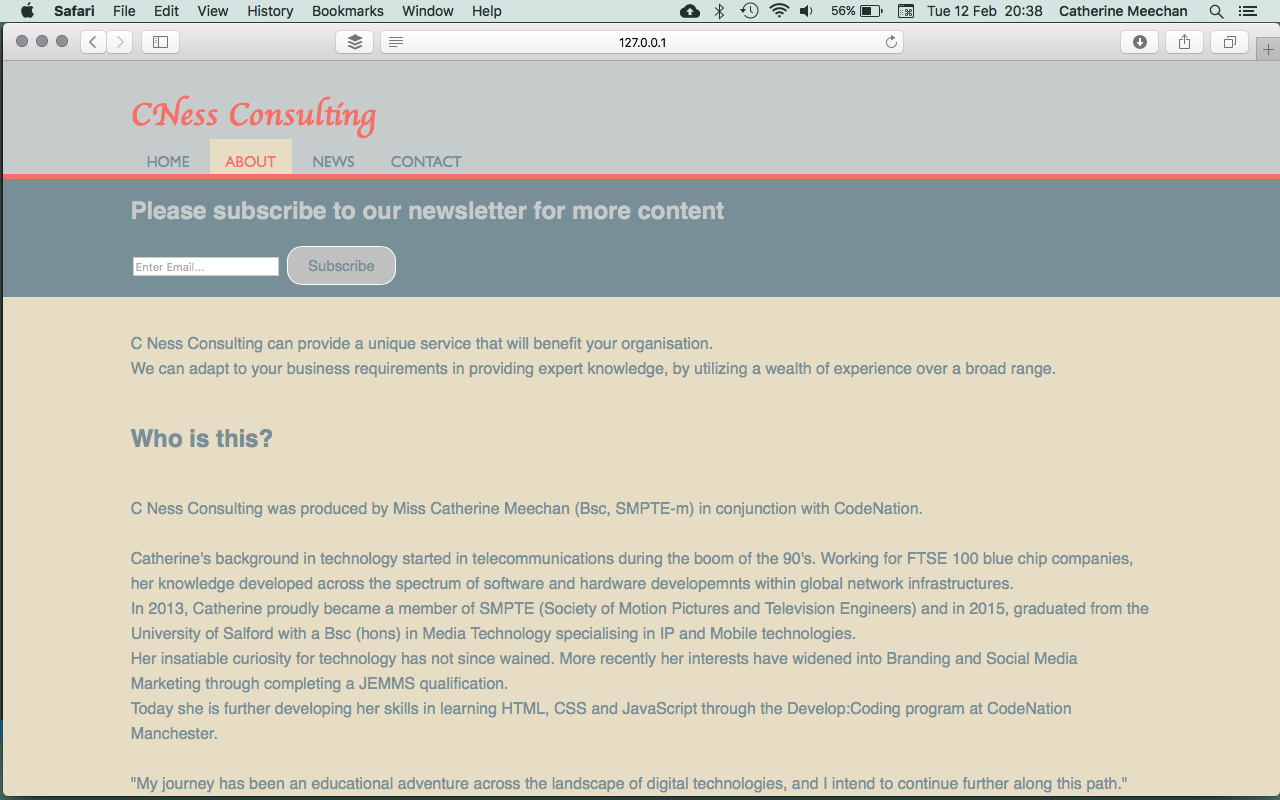 Safari File Edit View History Bookmarks Window Help 56% Tue 12 Feb 20:38 Catherine Meechan
127.0.0.1
CNess Consulting
HOME ABOUT NEWS CONTACT
Please subscribe to our newsletter for more content
Enter Email... Subscribe
C Ness Consulting can provide a unique service that will benefit your organisation.
We can adapt to your business requirements in providing expert knowledge, by utilizing a wealth of experience over a broad range.
Who is this?
C Ness Consulting was produced by Miss Catherine Meechan (Bsc, SMPTE-m) in conjunction with CodeNation.
Catherine's background in technology started in telecommunications during the boom of the 90's. Working for FTSE 100 blue chip companies,
her knowledge developed across the spectrum of software and hardware developemnts within global network infrastructures.
In 2013, Catherine proudly became a member of SMPTE (Society of Motion Pictures and Television Engineers) and in 2015, graduated from the
University of Salford with a Bsc (hons) in Media Technology specialising in IP and Mobile technologies.
Her insatiable curiosity for technology has not since wained. More recently her interests have widened into Branding and Social Media
Marketing through completing a JEMMS qualification.
Today she is further developing her skills in learning HTML, CSS and JavaScript through the Develop:Coding program at CodeNation
Manchester.
"My journey has been an educational adventure across the landscape of digital technologies, and I intend to continue further along this path."